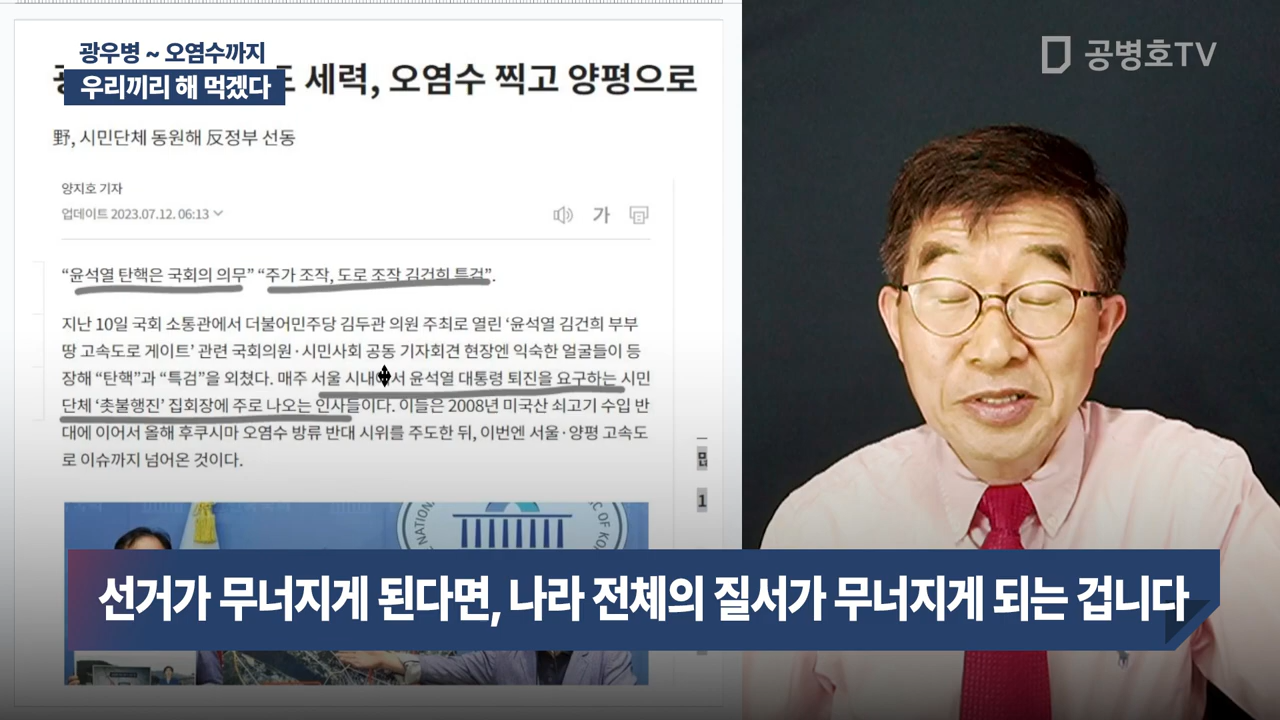 광우병 ~ 오염수까지
우리끼리 해 먹겠다
세력, 오염수 찍고 양평으로
공병호TV
野, 시민단체 동원해 反정부 선동
양지호 기자
업데이트 2023.07.12. 06:13
가
“윤석열 탄핵은 국회의 의무” “주가 조작, 도로 조작 김건희 특검”.
지난 10일 국회 소통관에서 더불어민주당 김두관 의원 주최로 열린 ‘윤석열 김건희 부부
땅 고속도로 게이트’ 관련 국회의원·시민사회 공동 기자회견 현장엔 익숙한 얼굴들이 등
장해 “탄핵”과 “특검”을 외쳤다. 매주 서울 시내에서 윤석열 대통령 퇴진을 요구하는 시민
단체 ‘촛불행진’ 집회장에 주로 나오는 인사들이다. 이들은 2008년 미국산 쇠고기 수입 반
대에 이어서 올해 후쿠시마 오염수 방류 반대 시위를 주도한 뒤, 이번엔 서울·양평 고속도
로 이슈까지 넘어온 것이다.
1
선거가 무너지게 된다면, 나라 전체의 질서가 무너지게 되는 겁니다